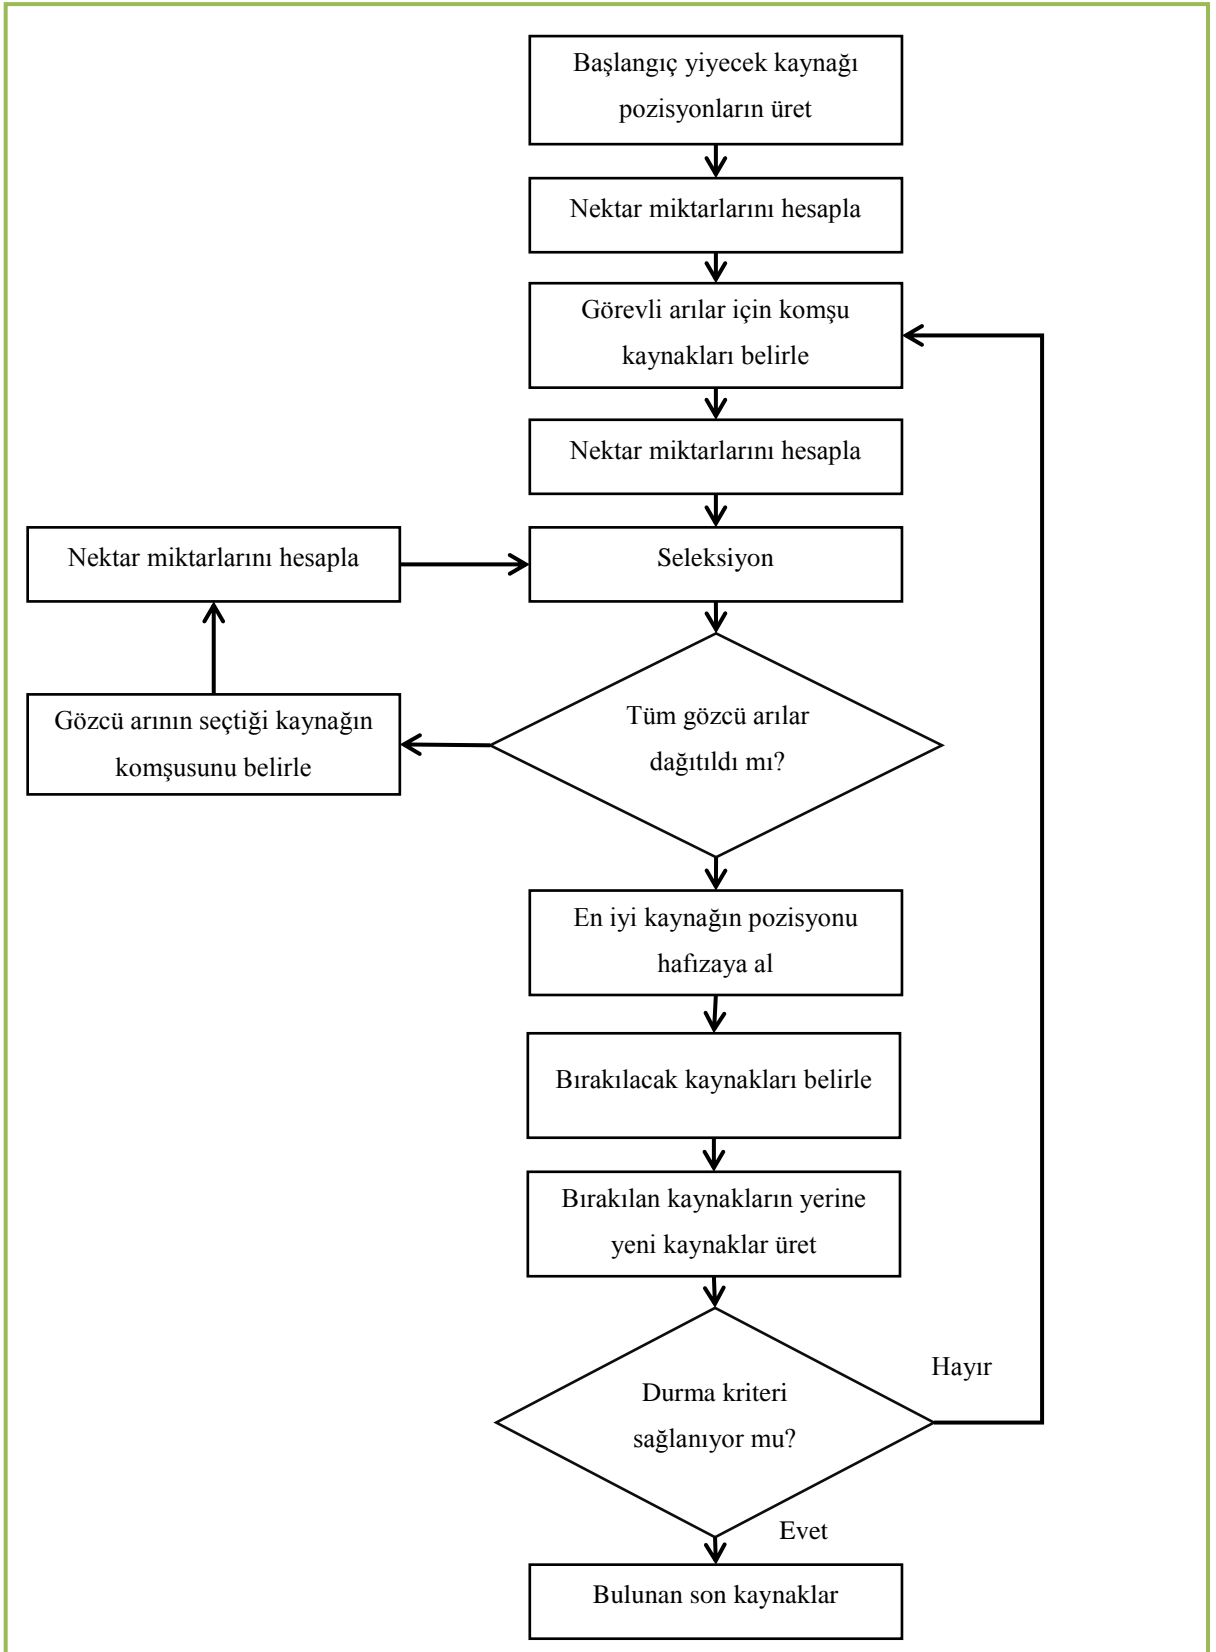 Başlangıç yiyecek kaynağı
pozisyonların üret
Nektar miktarlarını hesapla
Görevli arılar için komşu
kaynakları belirle
Nektar miktarlarını hesapla
Nektar miktarlarını hesapla
Seleksiyon
Gözcü arının seçtiği kaynağın
komşusunu belirle
Tüm gözcü arılar
dağıtıldı mı?
En iyi kaynağın pozisyonu
hafızaya al
Bırakılacak kaynakları belirle
Bırakılan kaynakların yerine
yeni kaynaklar üret
Durma kriteri
sağlanıyor mu?
Hayır
Evet
Bulunan son kaynaklar